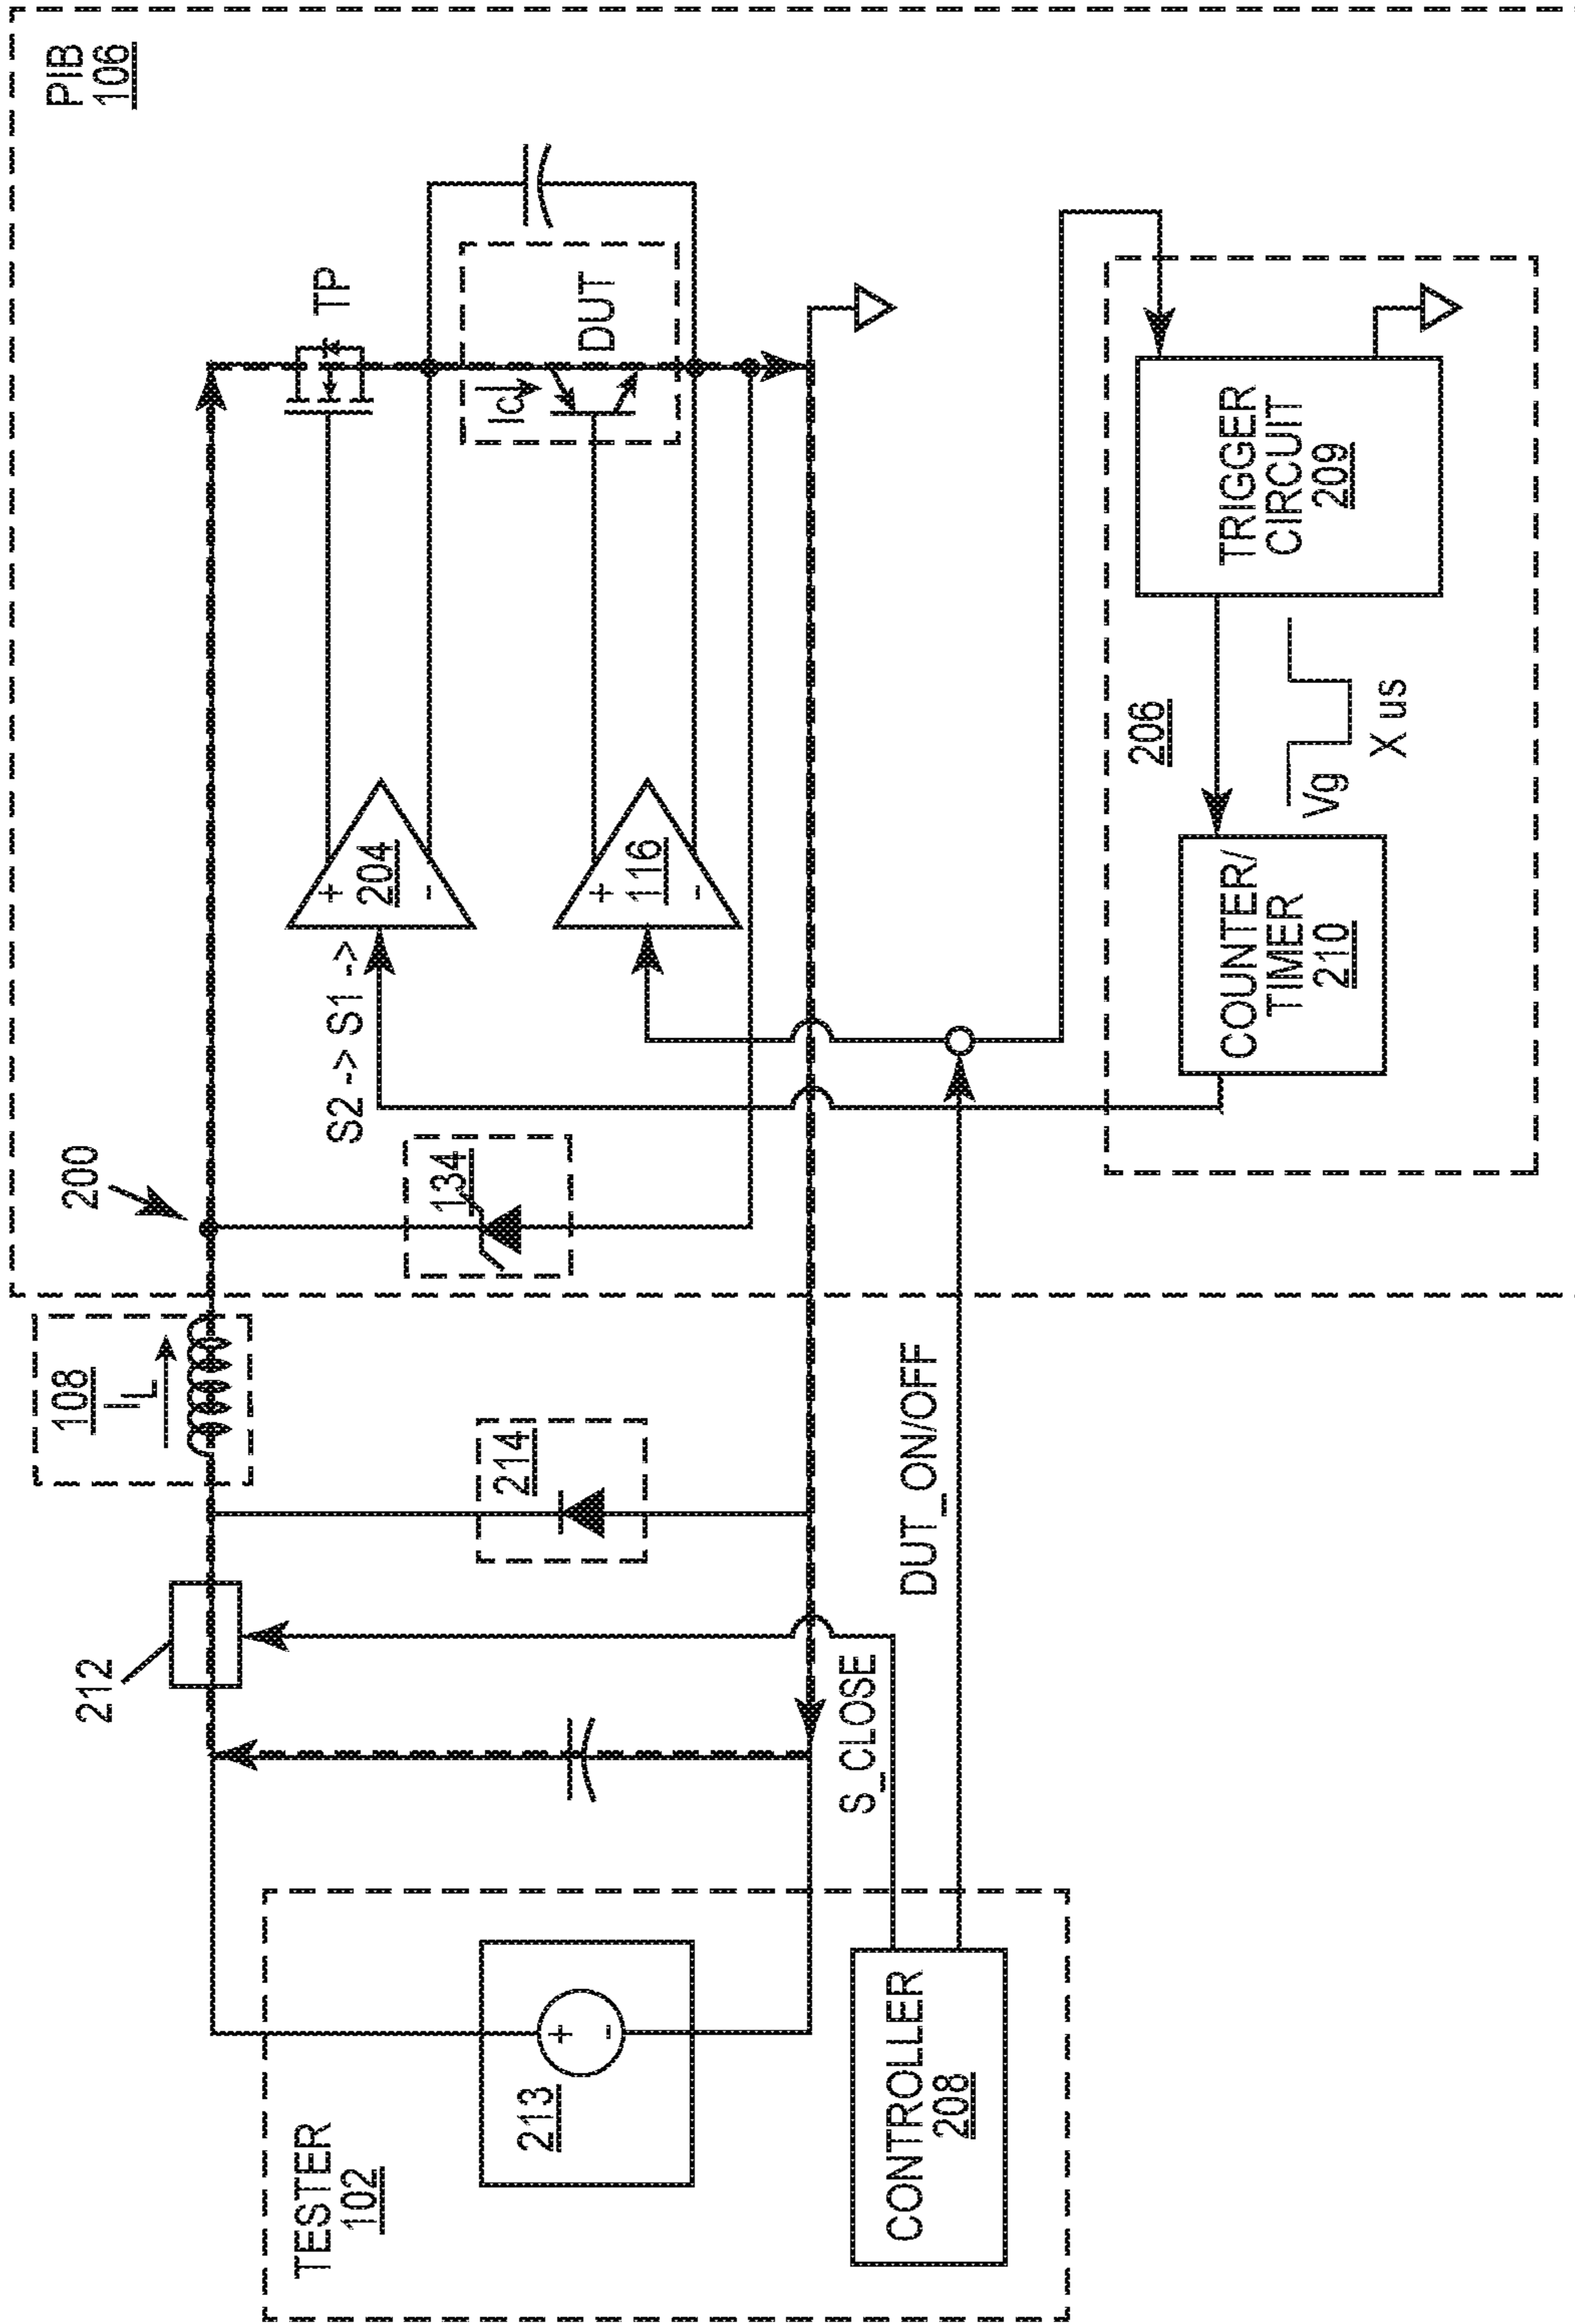 PIB
106
200
108
I_L
212
TP
134
S2 -> S1 ->
+
204
-
Ic
DUT
214
+
116
-
TESTER
102
213
+
-
S_CLOSE
DUT_ON/OFF
CONTROLLER
208
206
COUNTER/
TIMER
210
Vg
X us
TRIGGER
CIRCUIT
209